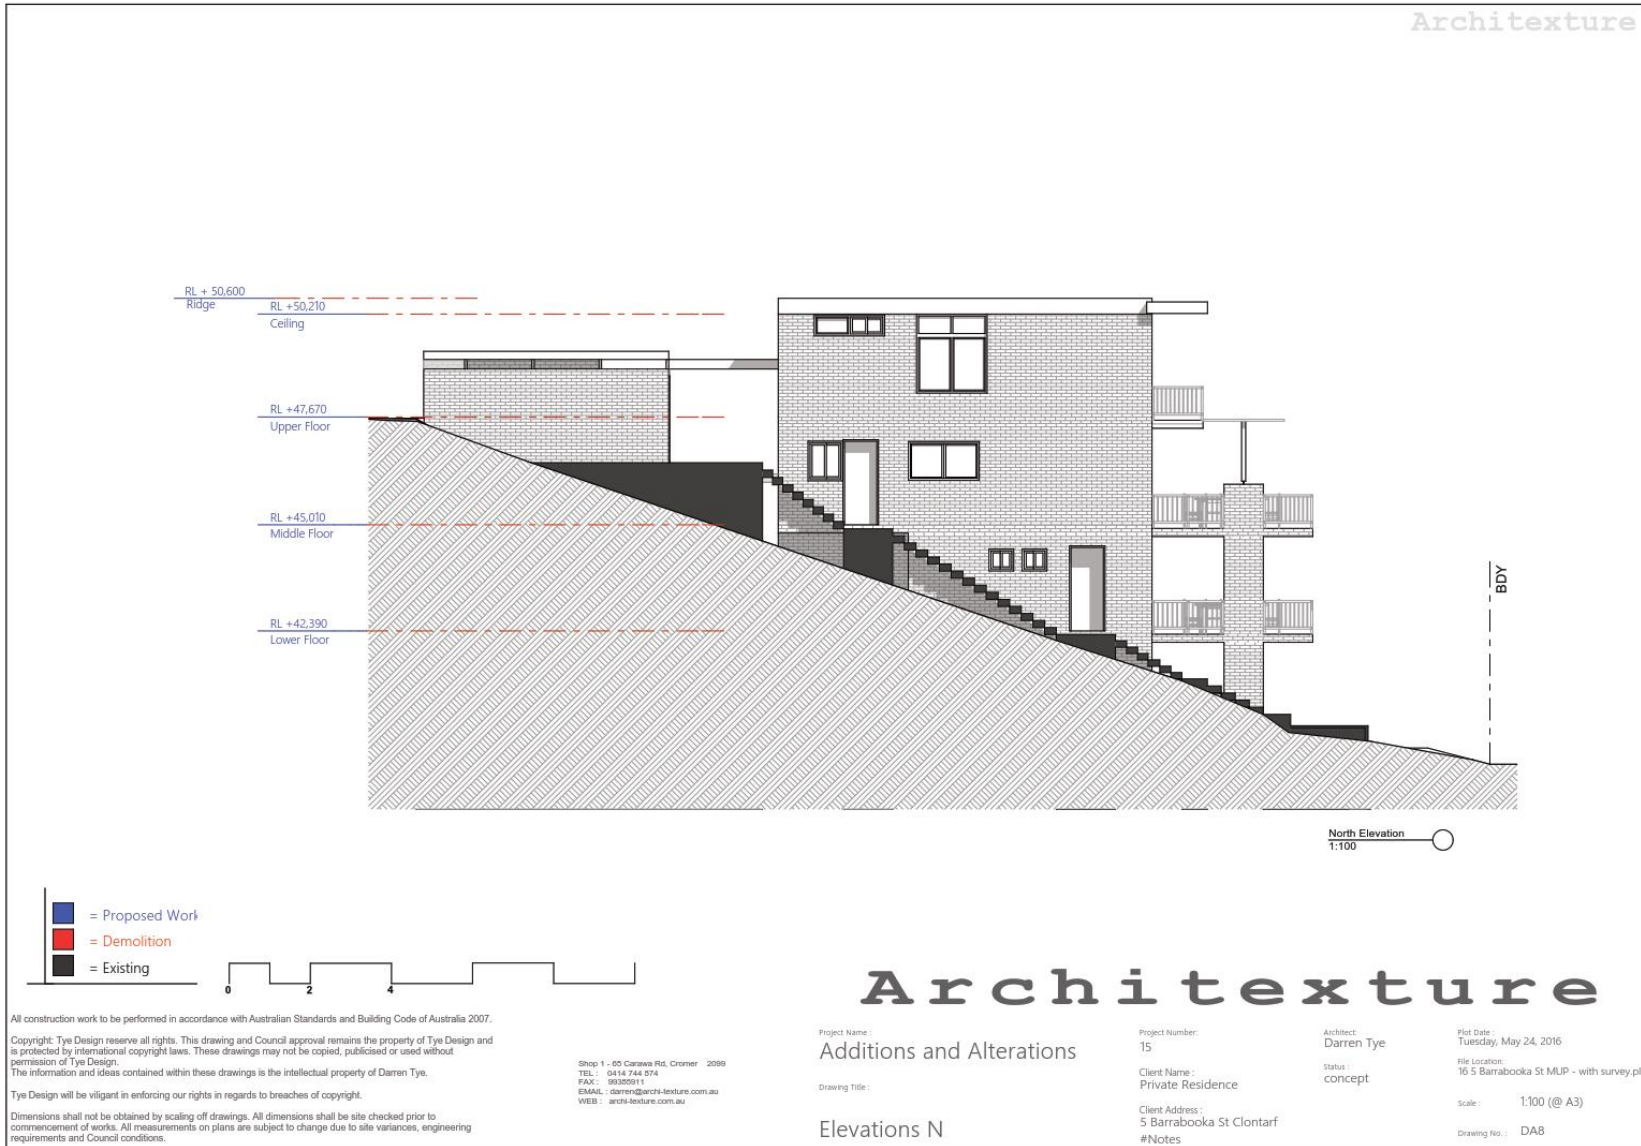 Architexture
RL + 50,600
Ridge
RL +50,210
Ceiling
RL +47,670
Upper Floor
RL +45,010
Middle Floor
RL +42,390
Lower Floor
BDY
North Elevation
1:100
= Proposed Work
= Demolition
= Existing
0 2 4
All construction work to be performed in accordance with Australian Standards and Building Code of Australia 2007.
Copyright: Tye Design reserve all rights. This drawing and Council approval remains the property of Tye Design and
is protected by international copyright laws. These drawings may not be copied, publicised or used without
permission of Tye Design.
The information and ideas contained within these drawings is the intellectual property of Darren Tye.
Tye Design will be viligant in enforcing our rights in regards to breaches of copyright.
Dimensions shall not be obtained by scaling off drawings. All dimensions shall be site checked prior to
commencement of works. All measurements on plans are subject to change due to site variances, engineering
requirements and Council conditions.
Shop 1 - 65 Carawa Rd, Cromer 2099
TEL : 0414 744 574
FAX : 99385911
EMAIL : darren@archi-texture.com.au
WEB : archi-texture.com.au
Architexture
Project Name :
Additions and Alterations
Drawing Title :
Elevations N
Project Number:
15
Client Name :
Private Residence
Client Address :
5 Barrabooka St Clontarf
#Notes
Architect:
Darren Tye
Status :
concept
Plot Date :
Tuesday, May 24, 2016
File Location:
16 5 Barrabooka St MUP - with survey.pl
Scale : 1:100 (@ A3)
Drawing No. : DA8